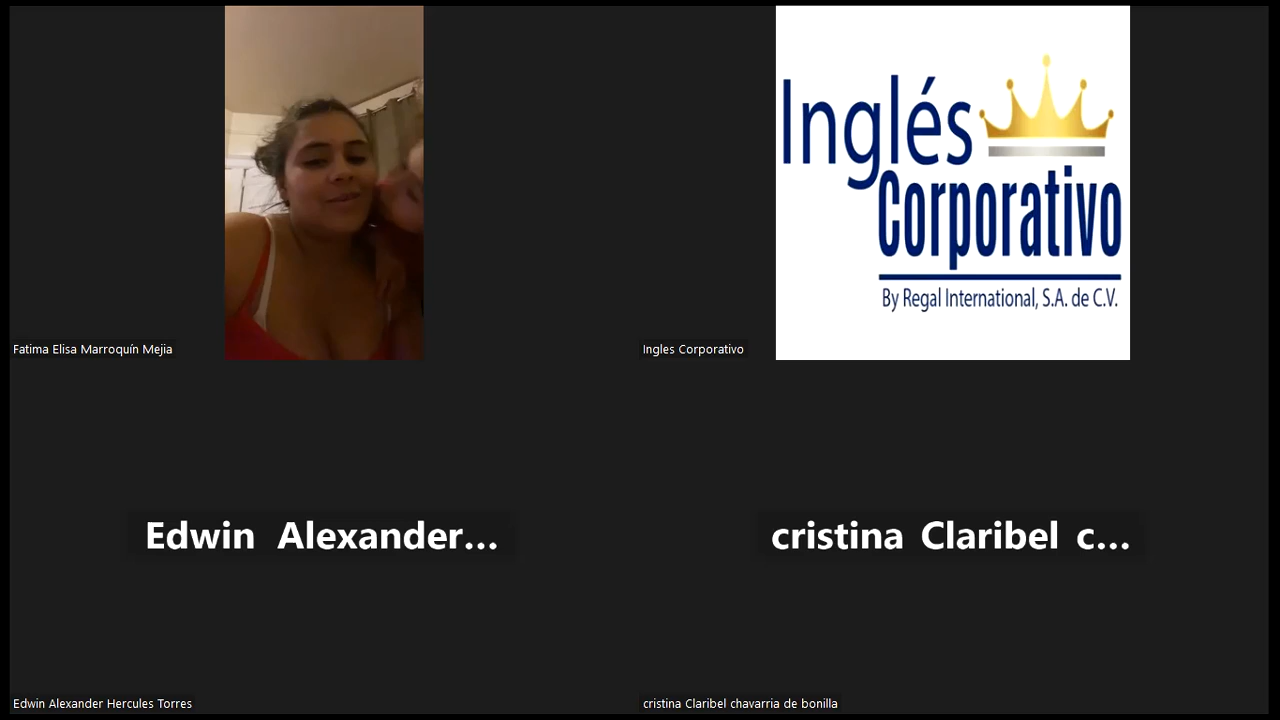 Inglés
Corporativo
By Regal International, S.A. de C.V.
Fatima Elisa Marroquín Mejia
Ingles Corporativo
Edwin Alexander...
cristina Claribel c...
Edwin Alexander Hercules Torres
cristina Claribel chavarria de bonilla